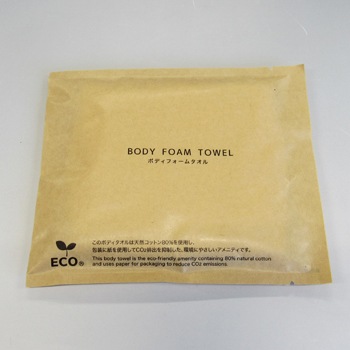 BODY FOAM TOWEL
ボディフォームタオル
このボディタオルは天然コットン80%を使用し、
包装に紙を使用してCO2排出を抑制した、環境にやさしいアメニティです。
ECO®
This body towel is the eco-friendly amenity containing 80% natural cotton
and uses paper for packaging to reduce CO2 emissions.